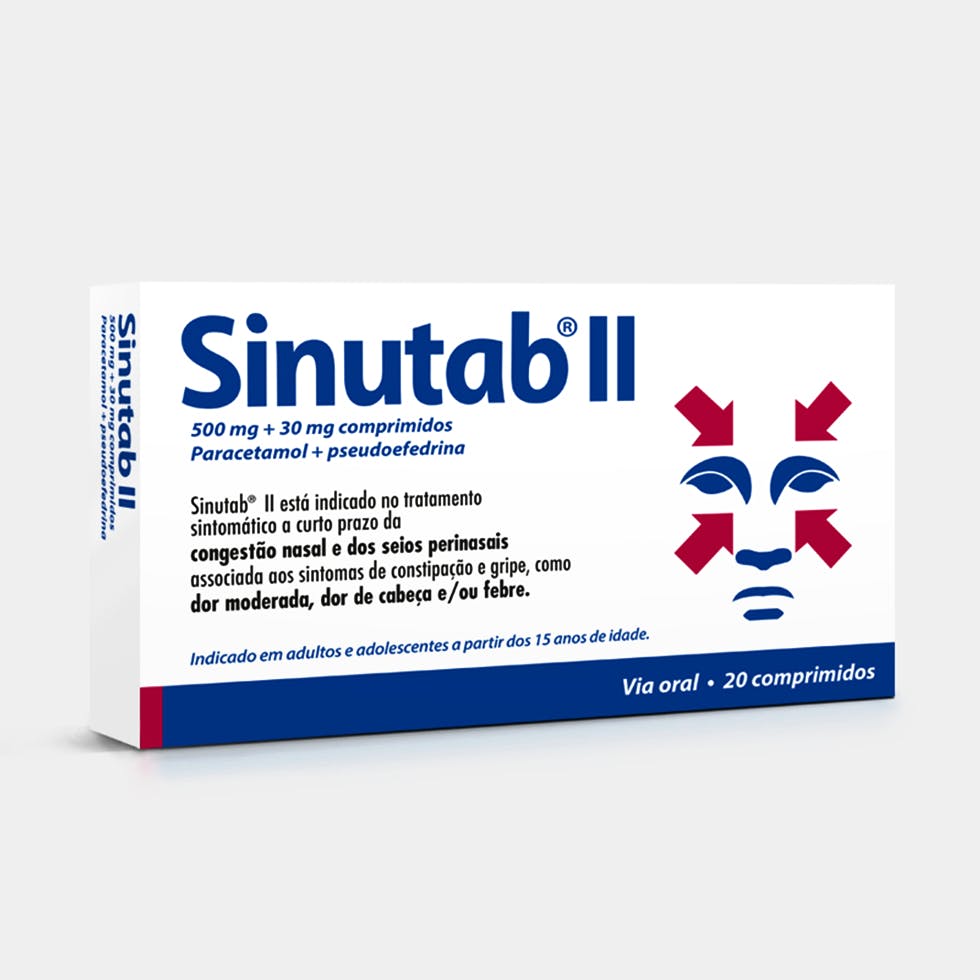 Sinutab® II
500 mg + 30 mg comprimidos
Paracetamol + pseudoefedrina
Sinutab® II está indicado no tratamento
sintomático a curto prazo da
congestão nasal e dos seios perinasais
associada aos sintomas de constipação e gripe, como
dor moderada, dor de cabeça e/ou febre.
Indicado em adultos e adolescentes a partir dos 15 anos de idade.
Via oral • 20 comprimidos
Sinutab II
500 mg + 30 mg comprimidos
Paracetamol + pseudoefedrina